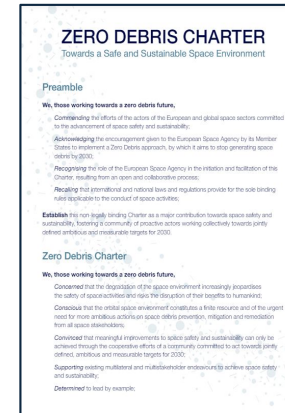 ZERO DEBRIS CHARTER
Towards a Safe and Sustainable Space Environment
Preamble
We, those working towards a zero debris future,
Commending the efforts of the actors of the European and global space sectors committed
to the advancement of space safety and sustainability;
Acknowledging the encouragement given to the European Space Agency by its Member
States to implement a Zero Debris approach, by which it aims to stop generating space
debris by 2030;
Recognising the role of the European Space Agency in the initiation and facilitation of this
Charter, resulting from an open and collaborative process;
Recalling that international and national laws and regulations provide for the sole binding
rules applicable to the conduct of space activities;
Establish this non-legally binding Charter as a major contribution towards space safety and
sustainability, fostering a community of proactive actors working collectively towards jointly
defined ambitious and measurable targets for 2030.
Zero Debris Charter
We, those working towards a zero debris future,
Concerned that the degradation of the space environment increasingly jeopardises
the safety of space activities and risks the disruption of their benefits to humankind;
Conscious that the orbital space environment constitutes a finite resource and of the urgent
need for more ambitious actions on space debris prevention, mitigation and remediation
from all space stakeholders;
Convinced that meaningful improvements to space safety and sustainability can only be
achieved through the cooperative efforts of a community committed to act towards jointly
defined, ambitious and measurable targets for 2030;
Supporting existing multilateral and multistakeholder endeavours to achieve space safety
and sustainability;
Determined to lead by example;